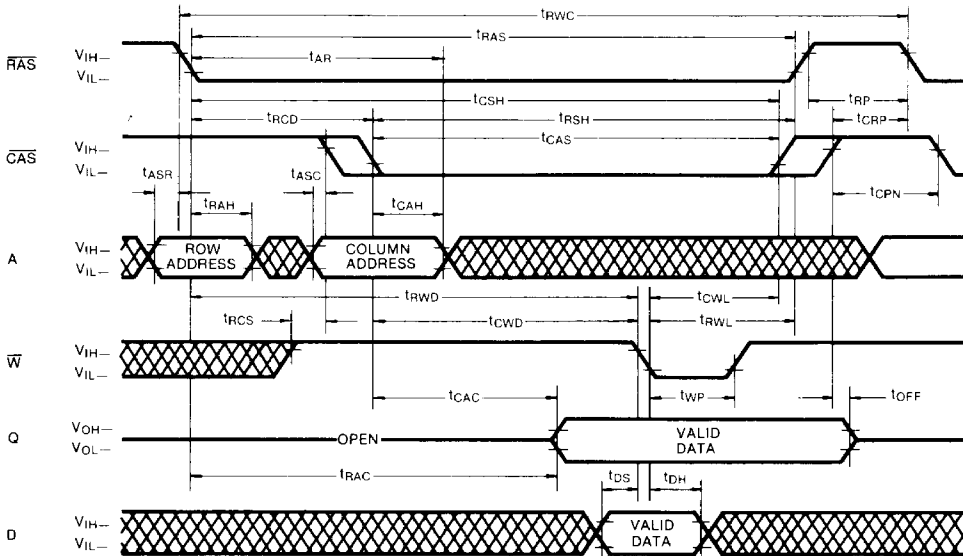 tRWC
tRAS
tAR
RAS
VIH—
VIL—
tCSH
tRP
tRCD
tRSH
tCRP
tCAS
CAS
VIH—
VIL—
tASR
tASC
tCPN
tRAH
tCAH
A
VIH—
VIL—
ROW
ADDRESS
COLUMN
ADDRESS
tRWD
tCWL
tRCS
tCWD
tRWL
W
VIH—
VIL—
tCAC
tWP
tOFF
Q
VOH—
VOL—
OPEN
VALID
DATA
tRAC
tDS
tDH
D
VIH—
VIL—
VALID
DATA